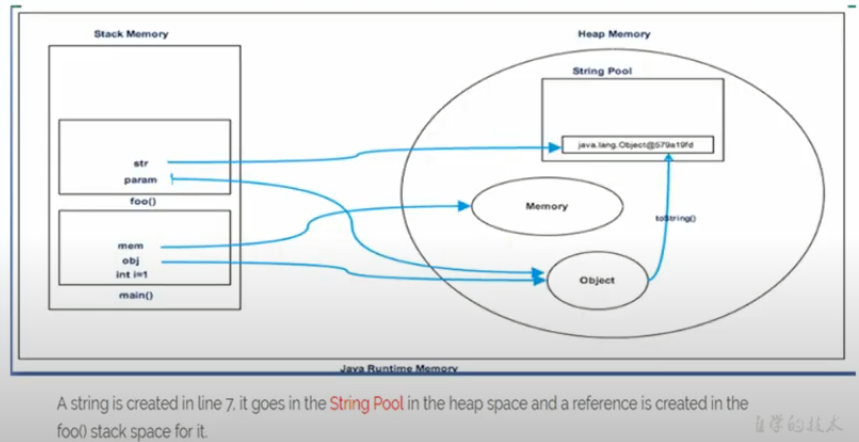 Stack Memory
Heap Memory
String Pool
java.lang.Object@579a19fd
str
param
foo()
Memory
toString()
mem
obj
int i=1
main()
Object
Java Runtime Memory
A string is created in line 7, it goes in the String Pool in the heap space and a reference is created in the
foo() stack space for it.
自学的技术